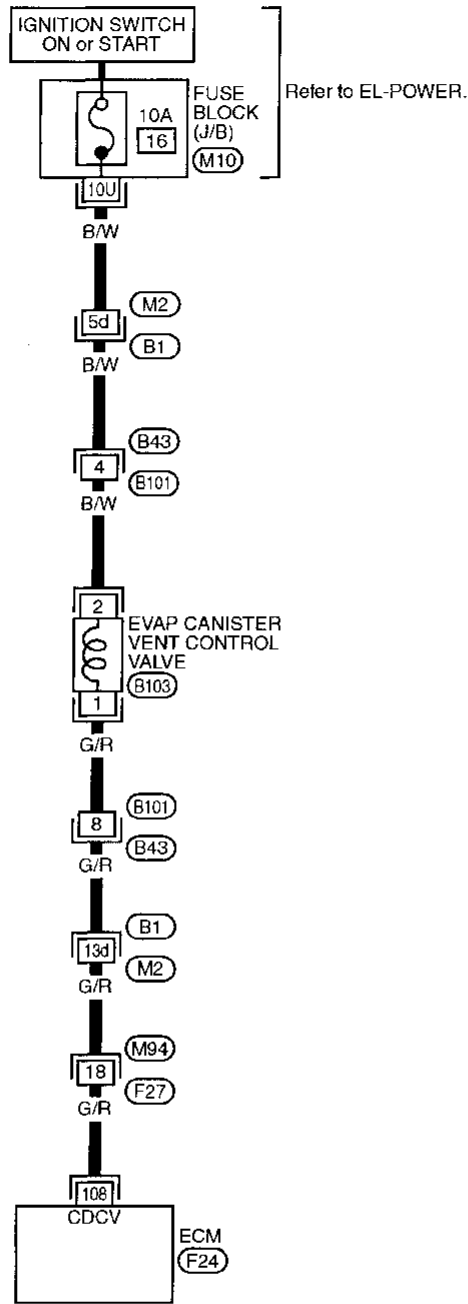 IGNITION SWITCH
ON or START
Refer to EL-POWER.
FUSE
BLOCK
(J/B)
10A
16
M10
10U
B/W
M2
5d
B1
B/W
B43
4
B101
B/W
2
EVAP CANISTER
VENT CONTROL
VALVE
B103
1
G/R
B101
8
B43
G/R
B1
13d
M2
G/R
M94
18
F27
G/R
108
CDCV
ECM
F24